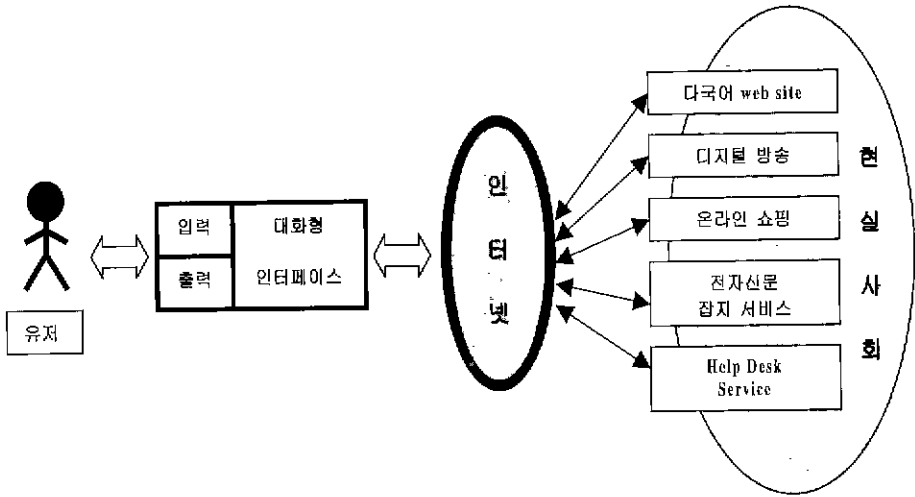 유저
입력
출력
대화형
인터페이스
인
터
넷
다국어 web site
디지털 방송
온라인 쇼핑
전자신문
잡지 서비스
Help Desk
Service
현
실
사
회